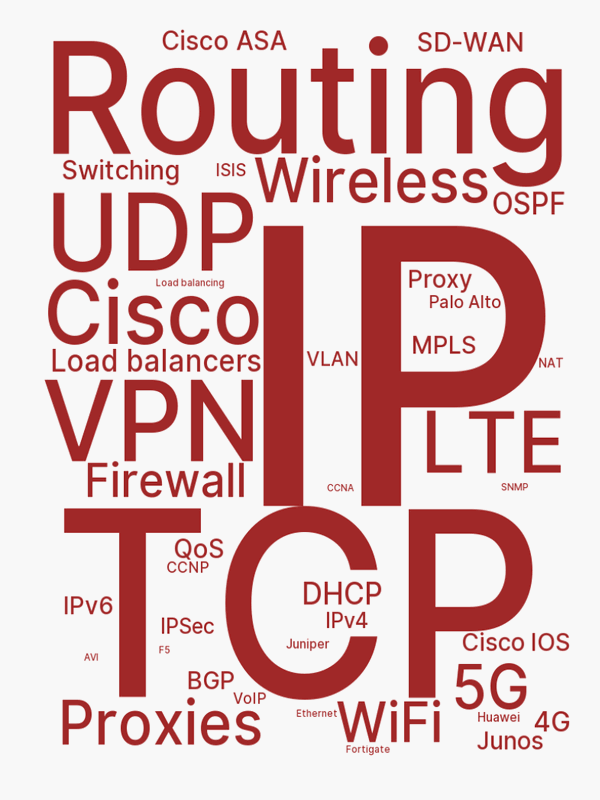 Cisco ASA
SD-WAN
Routing
Switching
ISIS
Wireless
OSPF
UDP
IP
Proxy
Load balancing
Palo Alto
Cisco
MPLS
Load balancers
VLAN
NAT
VPN
LTE
Firewall
CCNA
SNMP
TCP
QoS
CCNP
DHCP
IPv6
IPv4
IPSec
Cisco IOS
Juniper
F5
AVI
BGP
5G
VoIP
Proxies
Ethernet
WiFi
Huawei
4G
Junos
Fortigate